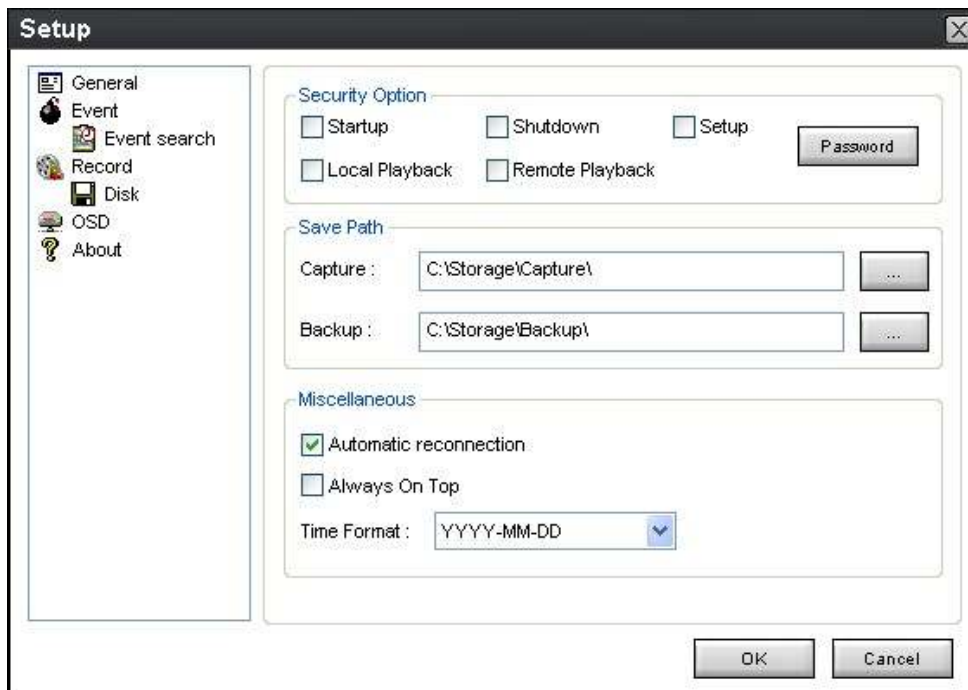 Setup
General
Event
Event search
Record
Disk
OSD
About
Security Option
Startup
Shutdown
Setup
Password
Local Playback
Remote Playback
Save Path
Capture :
C:\Storage\Capture\
...
Backup :
C:\Storage\Backup\
...
Miscellaneous
Automatic reconnection
Always On Top
Time Format :
YYYY-MM-DD
OK
Cancel